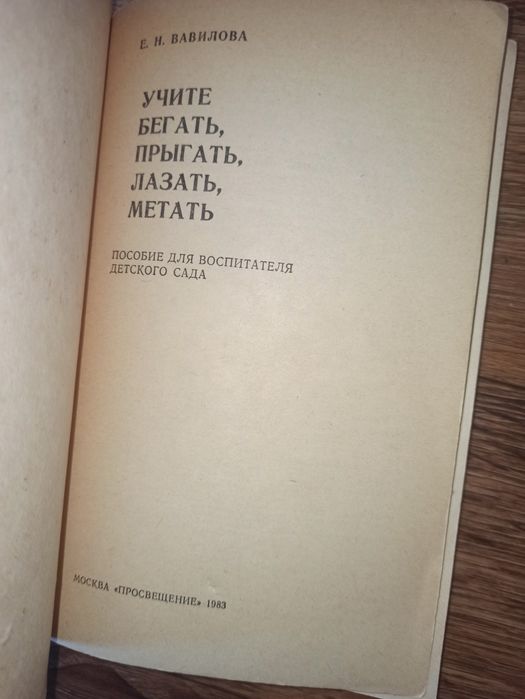 Е. Н. ВАВИЛОВА
УЧИТЕ
БЕГАТЬ,
ПРЫГАТЬ,
ЛАЗАТЬ,
МЕТАТЬ
ПОСОБИЕ ДЛЯ ВОСПИТАТЕЛЯ
ДЕТСКОГО САДА
МОСКВА «ПРОСВЕЩЕНИЕ» 1983